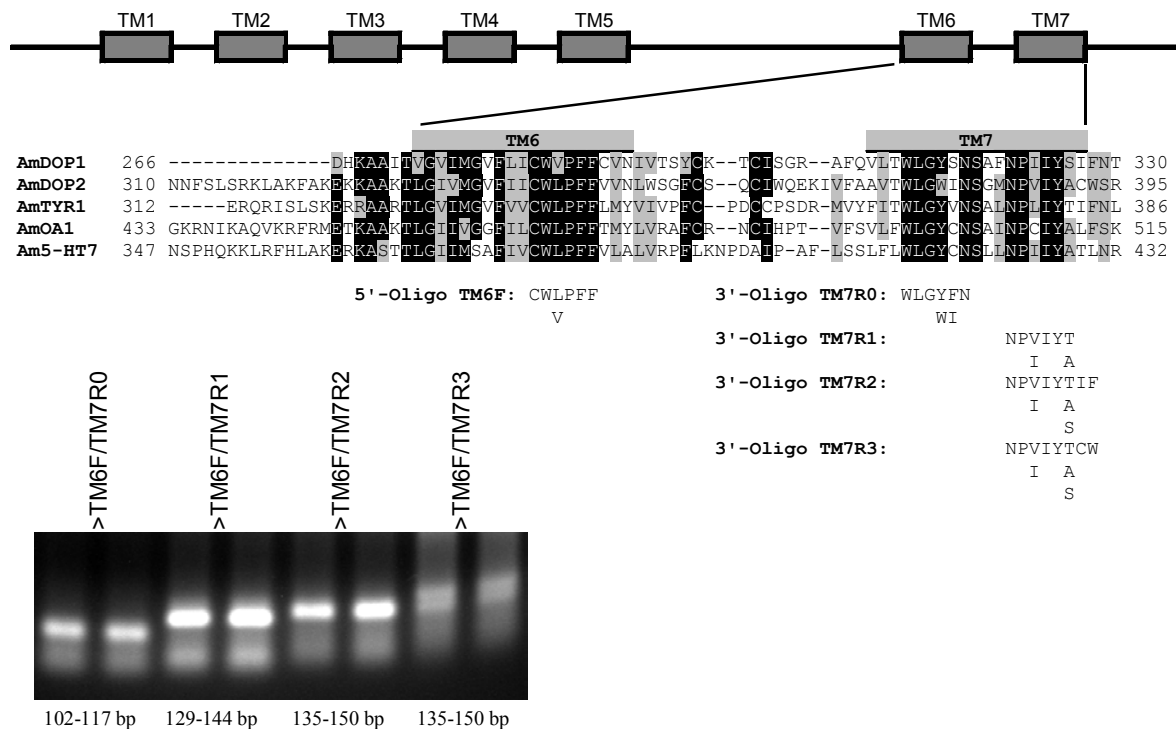 TM1 TM2 TM3 TM4 TM5 TM6 TM7
TM6 TM7
AmDOP1 266 -------------DHKAAITVGVIMGVFLICWVPFFCVNIVTSYCK--TCISGR--AFQVLTWLGYSNSAFNPIIYSIFNT 330
AmDOP2 310 NNFSLSRKLAKFAKEKKAAKTLGIVMGVFIICWLPFFVVNLWSGFCS--QCIWQEKIVFAAVTWLGWINSGMNPVIYACWSR 395
AmTYR1 312 -----ERQRISLSKERRAARTLGVIMGVFVVCWLPFFLMYVIVPFCP--PDCCPSDRM-VYFITWLGYVNSALNPLIYTIFNL 386
AmOA1 433 GKRNIKAQVKRFRMETKAAKTLGIIVGGFILCWLPFFTMYLVRAFCR--NCIHPT--VFSVLFWLGYCNSAINPCIYALFSK 515
Am5-HT7 347 NSPHQKKLRFHLAKERKASTTLGIIMSAFIVCWLPFFVLALVRPFLKNPDAIP-AF-LSSLFLWLGYCNSLLNPIIYATLNR 432
5'-Oligo TM6F: CWLPFF 3'-Oligo TM7R0: WLGYFN
V WI
3'-Oligo TM7R1: NPVIYT
I A
3'-Oligo TM7R2: NPVIYTIF
I A
S
3'-Oligo TM7R3: NPVIYTCW
I A
S
>TM6F/TM7R0
>TM6F/TM7R1
>TM6F/TM7R2
>TM6F/TM7R3
102-117 bp 129-144 bp 135-150 bp 135-150 bp